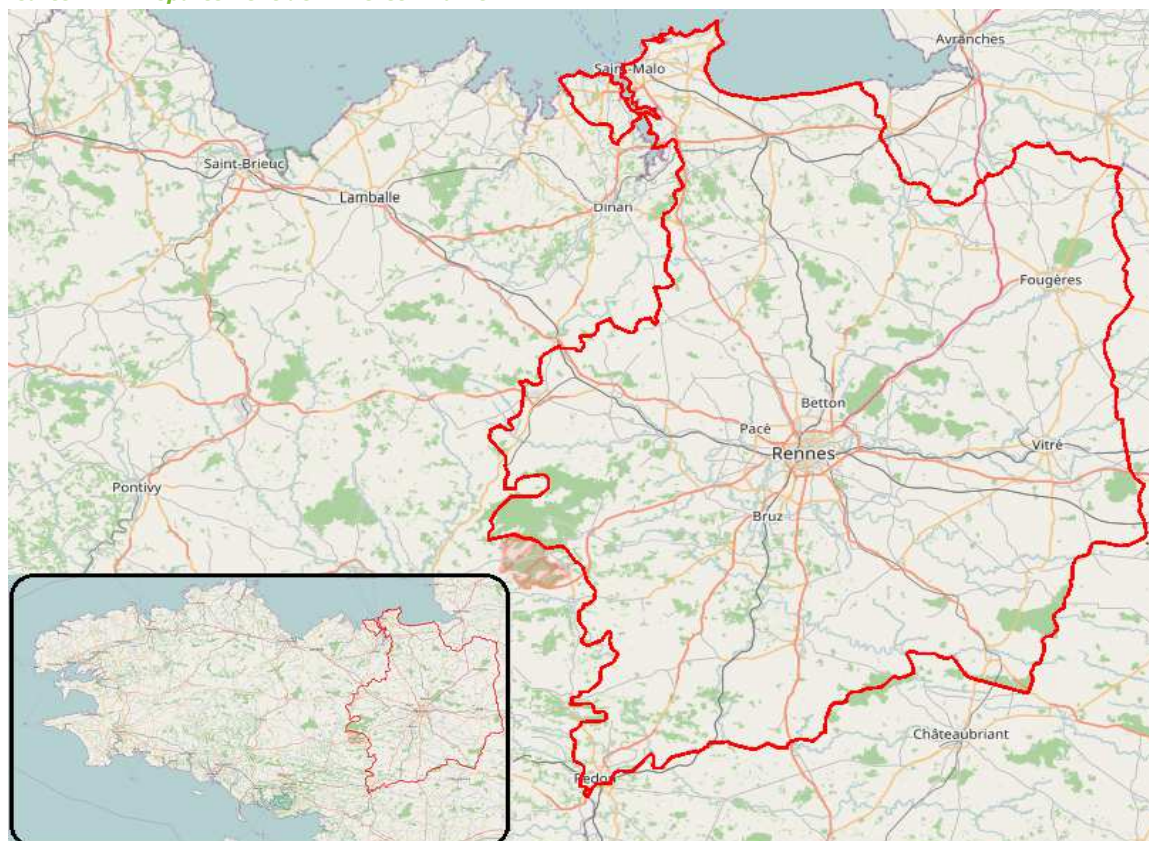 Avranches
Saint-Malo
Saint-Brieuc
Lamballe
Dinan
Fougères
Betton
Pacé
Rennes
Vitré
Pontivy
Bruz
Châteaubriant
Redon